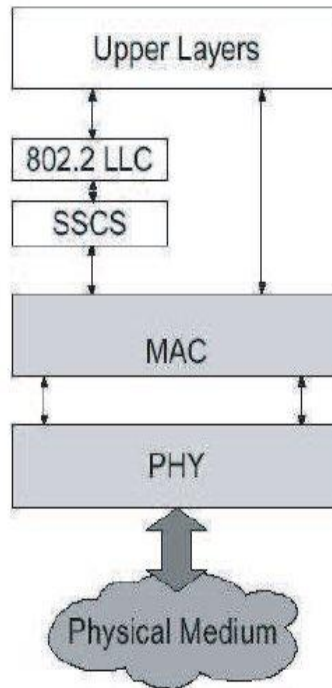 Upper Layers
802.2 LLC
SSCS
MAC
PHY
Physical Medium